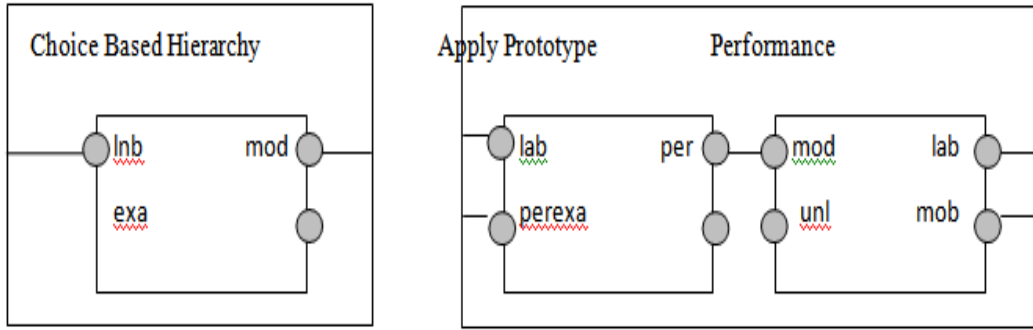 Choice Based Hierarchy
lnb mod
exa
Apply Prototype Performance
lab per mod lab
perexa unl mob